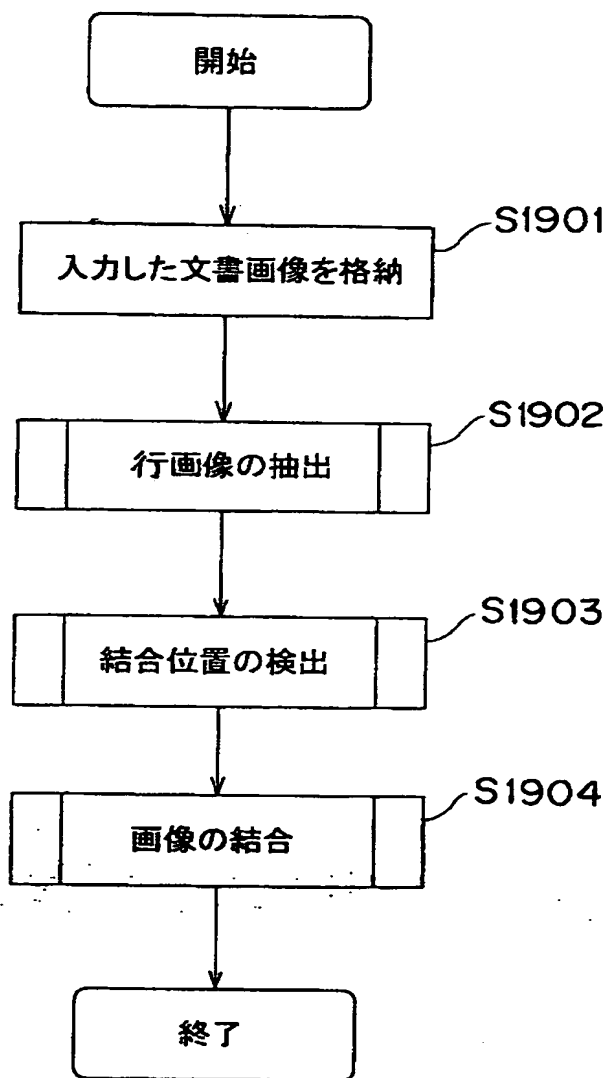 開始
S1901
入力した文書画像を格納
S1902
行画像の抽出
S1903
結合位置の検出
S1904
画像の結合
終了